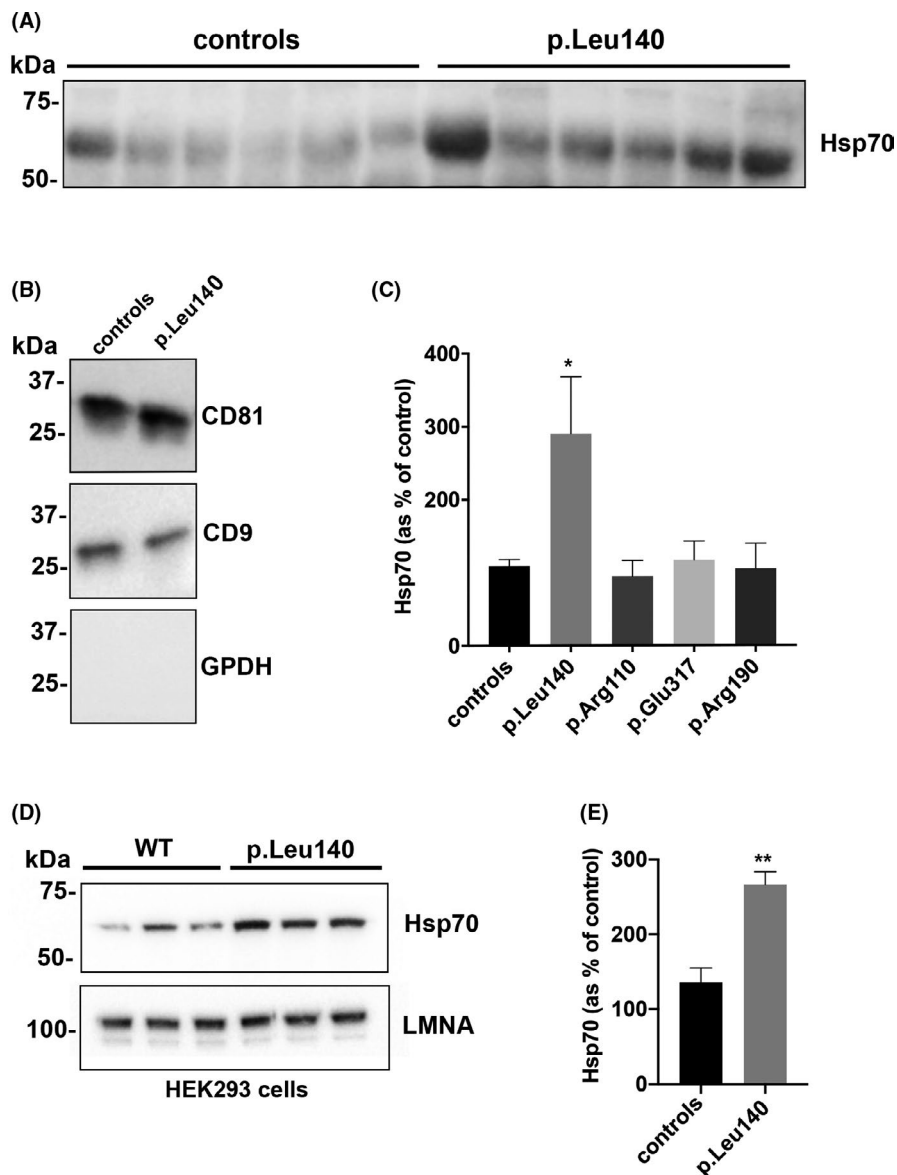 (A)
controls p.Leu140
kDa
75-
Hsp70
50-
(B)
controls p.Leu140
kDa
37-
CD81
25-
37-
CD9
25-
37-
GPDH
25-
(C)
400
300
200
0
Hsp70 (as % of control)
*
controls p.Leu140 p.Arg110 p.Glu317 p.Arg190
(D)
WT p.Leu140
kDa
75-
Hsp70
50-
100-
LMNA
HEK293 cells
(E)
300
200
100
0
Hsp70 (as % of control)
**
controls p.Leu140